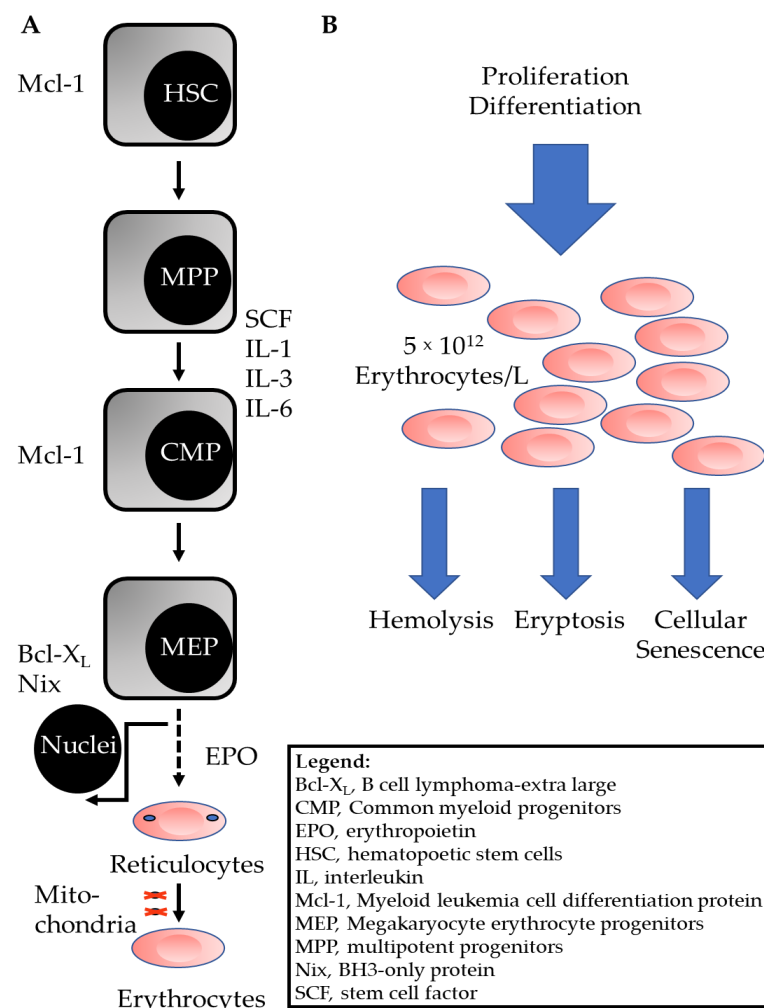 A
Mcl-1
HSC
MPP
SCF
IL-1
IL-3
IL-6
Mcl-1
CMP
MEP
Bcl-XL
Nix
Nuclei
EPO
Reticulocytes
Mito-
chondria
Erythrocytes
B
Proliferation
Differentiation
5 × 10¹²
Erythrocytes/L
Hemolysis
Eryptosis
Cellular
Senescence
Legend:
Bcl-XL, B cell lymphoma-extra large
CMP, Common myeloid progenitors
EPO, erythropoietin
HSC, hematopoetic stem cells
IL, interleukin
Mcl-1, Myeloid leukemia cell differentiation protein
MEP, Megakaryocyte erythrocyte progenitors
MPP, multipotent progenitors
Nix, BH3-only protein
SCF, stem cell factor